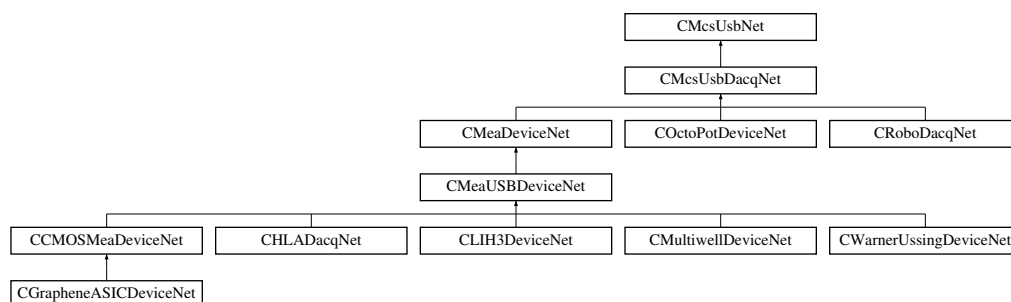 CMcsUsbNet
CMcsUsbDacqNet
CMeaDeviceNet
COctoPotDeviceNet
CRoboDacqNet
CMeaUSBDeviceNet
CCMOSMeaDeviceNet
CHLADacqNet
CLIH3DeviceNet
CMultiwellDeviceNet
CWarnerUssingDeviceNet
CGrapheneASICDeviceNet